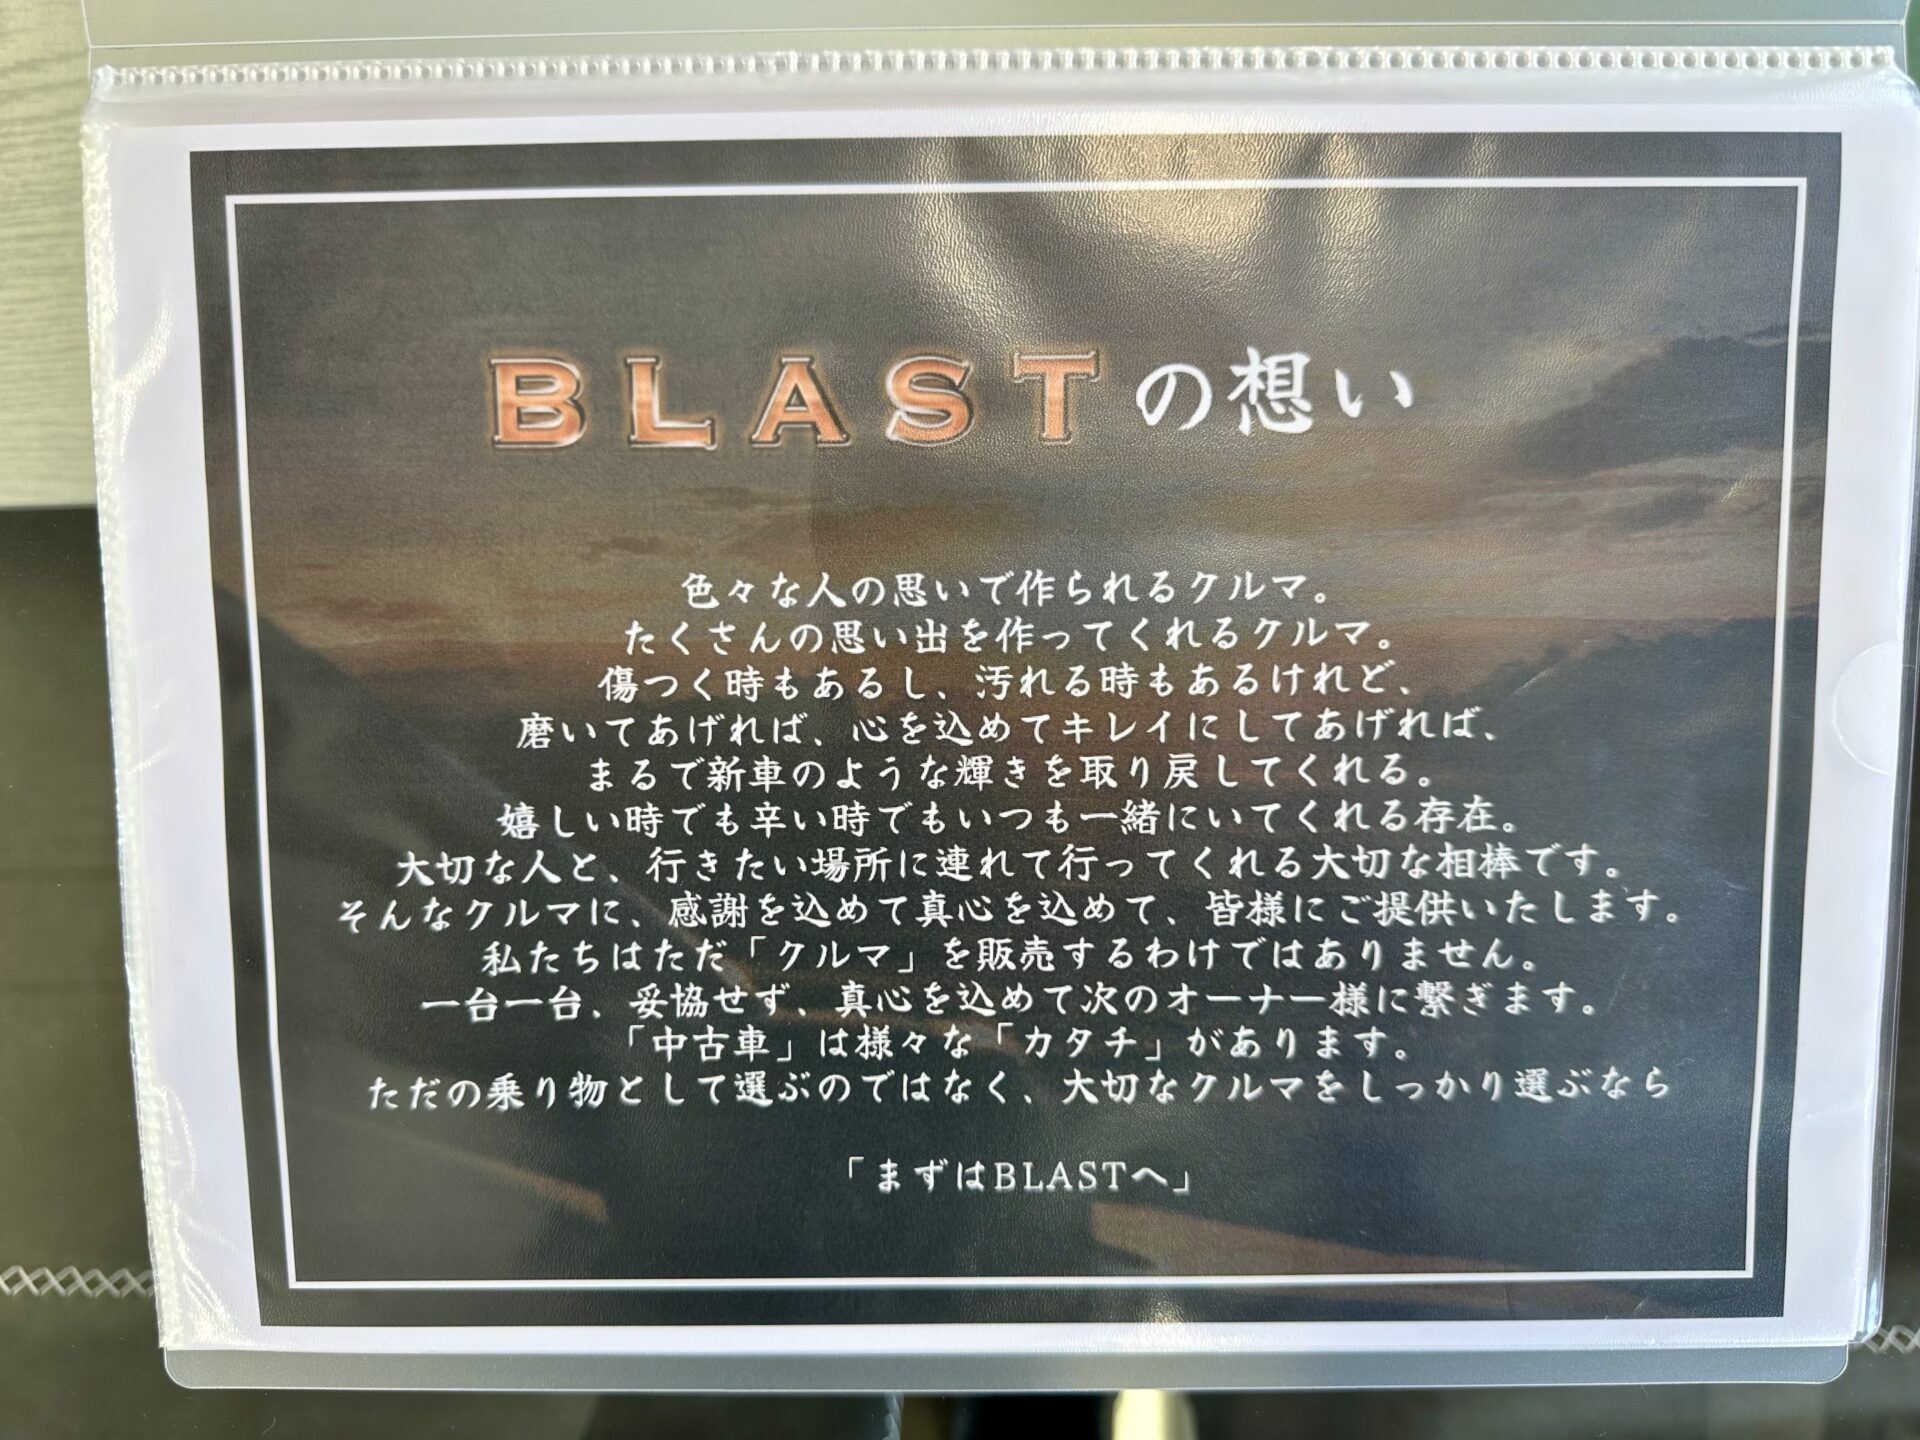 BLASTの想い
色々な人の思いで作られるクルマ。
たくさんの思い出を作ってくれるクルマ。
傷つく時もあるし、汚れる時もあるけれど、
磨いてあげれば、心を込めてキレイにしてあげれば、
まるで新車のような輝きを取り戻してくれる。
嬉しい時でも辛い時でもいつも一緒にいてくれる存在。
大切な人と、行きたい場所に連れて行ってくれる大切な相棒です。
そんなクルマに、感謝を込めて真心を込めて、皆様にご提供いたします。
私たちはただ「クルマ」を販売するわけではありません。
一台一台、妥協せず、真心を込めて次のオーナー様に繋ぎます。
「中古車」は様々な「カタチ」があります。
ただの乗り物として選ぶのではなく、大切なクルマをしっかり選ぶなら
「まずはBLASTへ」